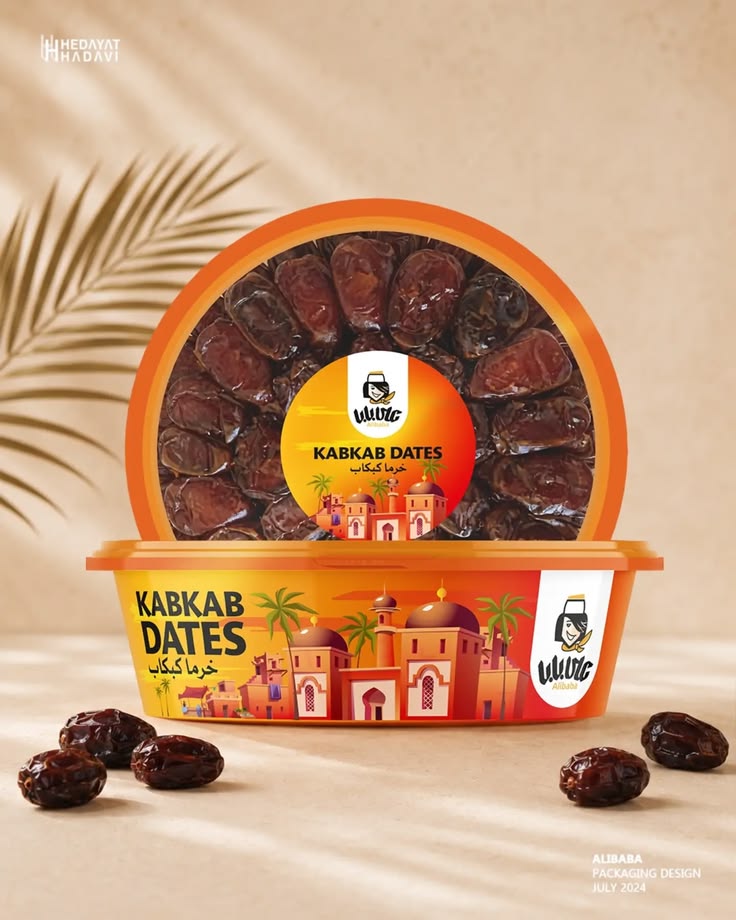 HEDAYAT
HADAVI
علی‌بابا
Alibaba
KABKAB DATES
خرما کبکاب
KABKAB
DATES
خرما کبکاب
علی‌بابا
Alibaba
ALIBABA
PACKAGING DESIGN
JULY 2024